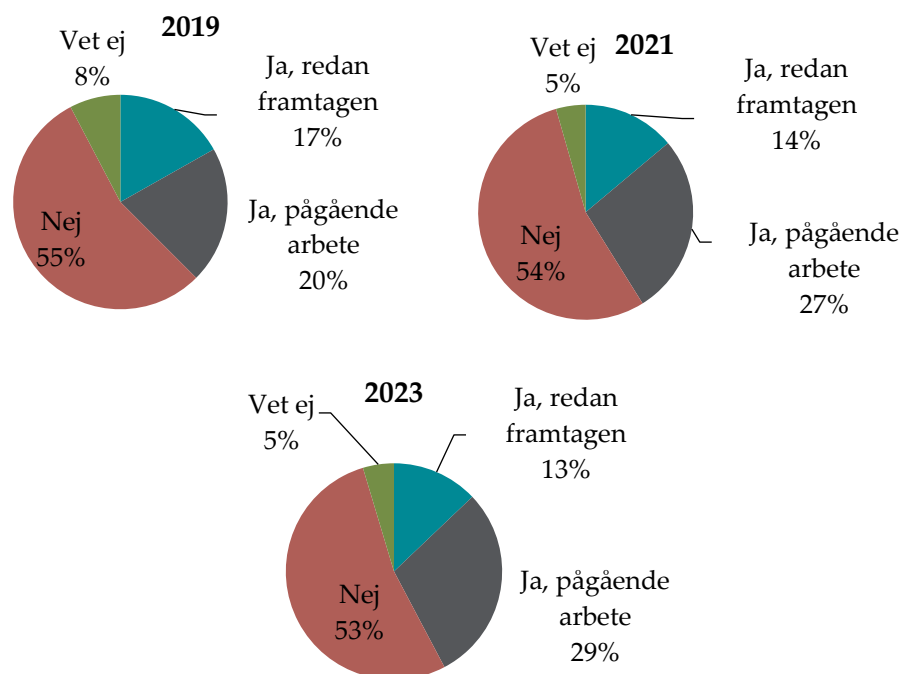 2019
Vet ej
8%
Ja, redan
framtagen
17%
Ja, pågående
arbete
20%
Nej
55%
2021
Vet ej
5%
Ja, redan
framtagen
14%
Ja, pågående
arbete
27%
Nej
54%
2023
Vet ej
5%
Ja, redan
framtagen
13%
Ja, pågående
arbete
29%
Nej
53%